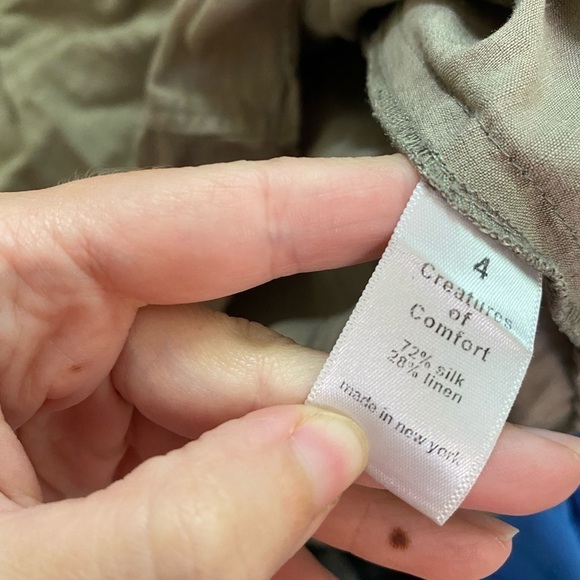 4
Creatures
of
Comfort
72% silk
28% linen
made in new york